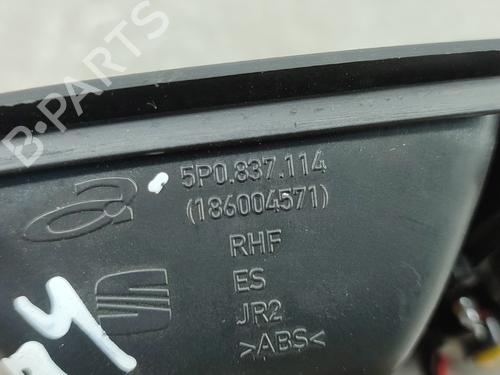 B-PARTS
5P0.837.114
(186004571)
RHF
ES
JR2
>ABS<